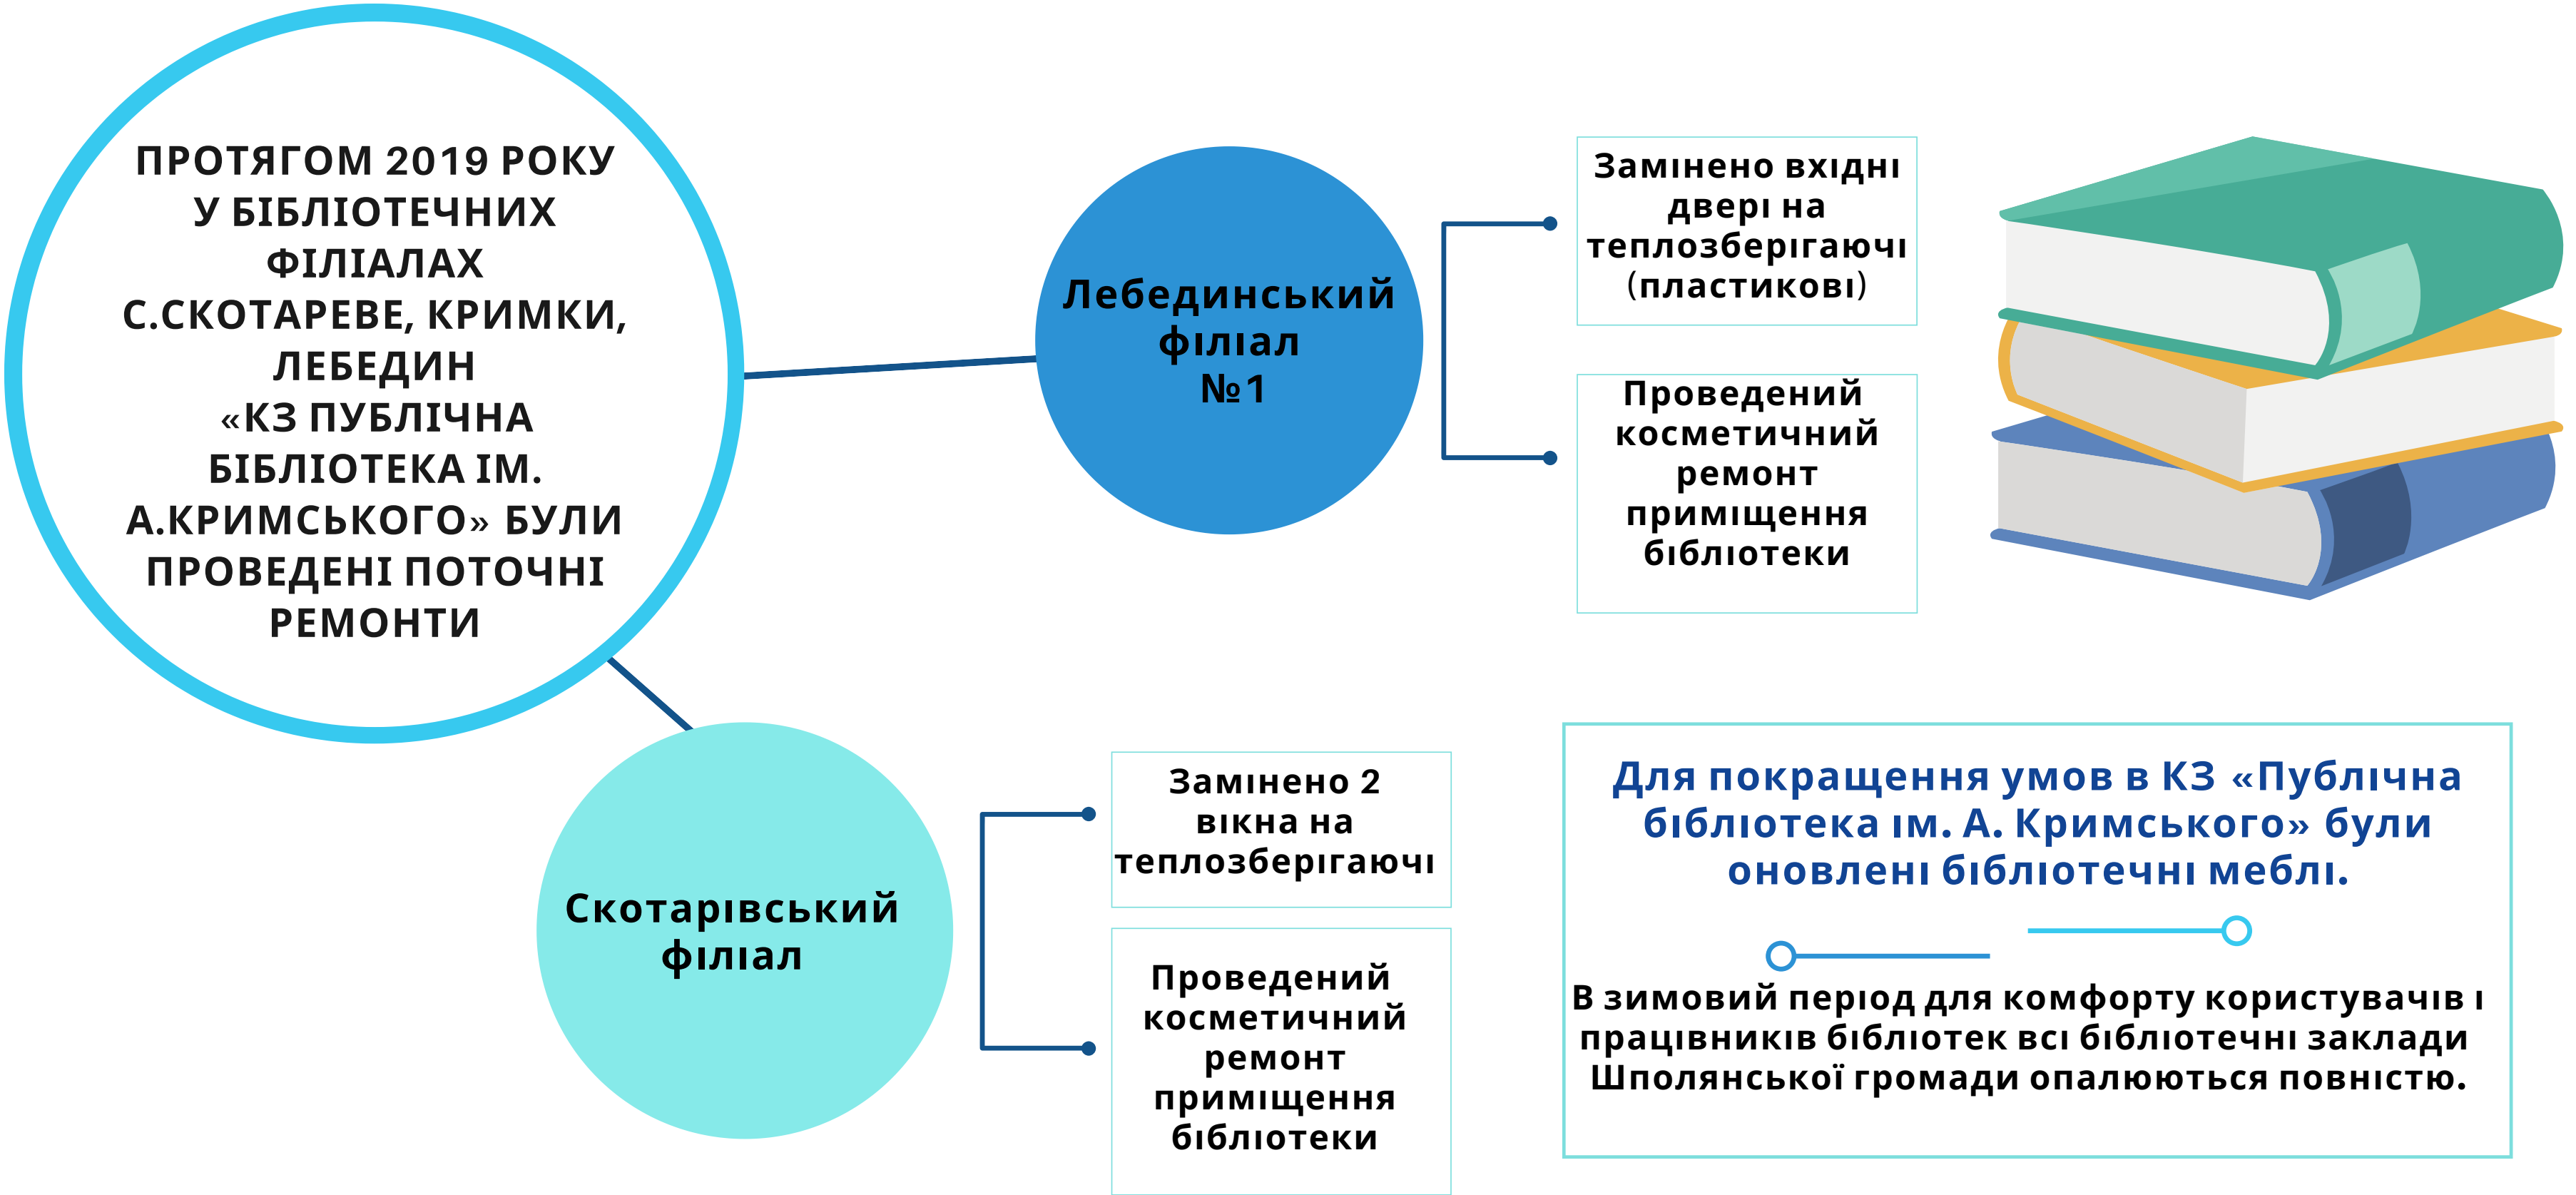 ПРОТЯГОМ 2019 РОКУ
У БІБЛІОТЕЧНИХ
ФІЛІАЛАХ
С.СКОТАРЕВЕ, КРИМКИ,
ЛЕБЕДИН
«КЗ ПУБЛІЧНА
БІБЛІОТЕКА ІМ.
А.КРИМСЬКОГО» БУЛИ
ПРОВЕДЕНІ ПОТОЧНІ
РЕМОНТИ
Лебединський
філіал
№1
Замінено вхідні
двері на
теплозберігаючі
(пластикові)
Проведений
косметичний
ремонт
приміщення
бібліотеки
Скотарівський
філіал
Замінено 2
вікна на
теплозберігаючі
Проведений
косметичний
ремонт
приміщення
бібліотеки
Для покращення умов в КЗ «Публічна
бібліотека ім. А. Кримського» були
оновлені бібліотечні меблі.
В зимовий період для комфорту користувачів і
працівників бібліотек всі бібліотечні заклади
Шполянської громади опалюються повністю.